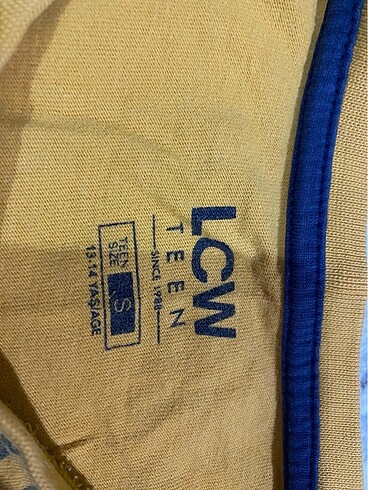 LCW
TEEN
SINCE 1988
TEEN
SIZE
S
13-14 YAŞ/AGE